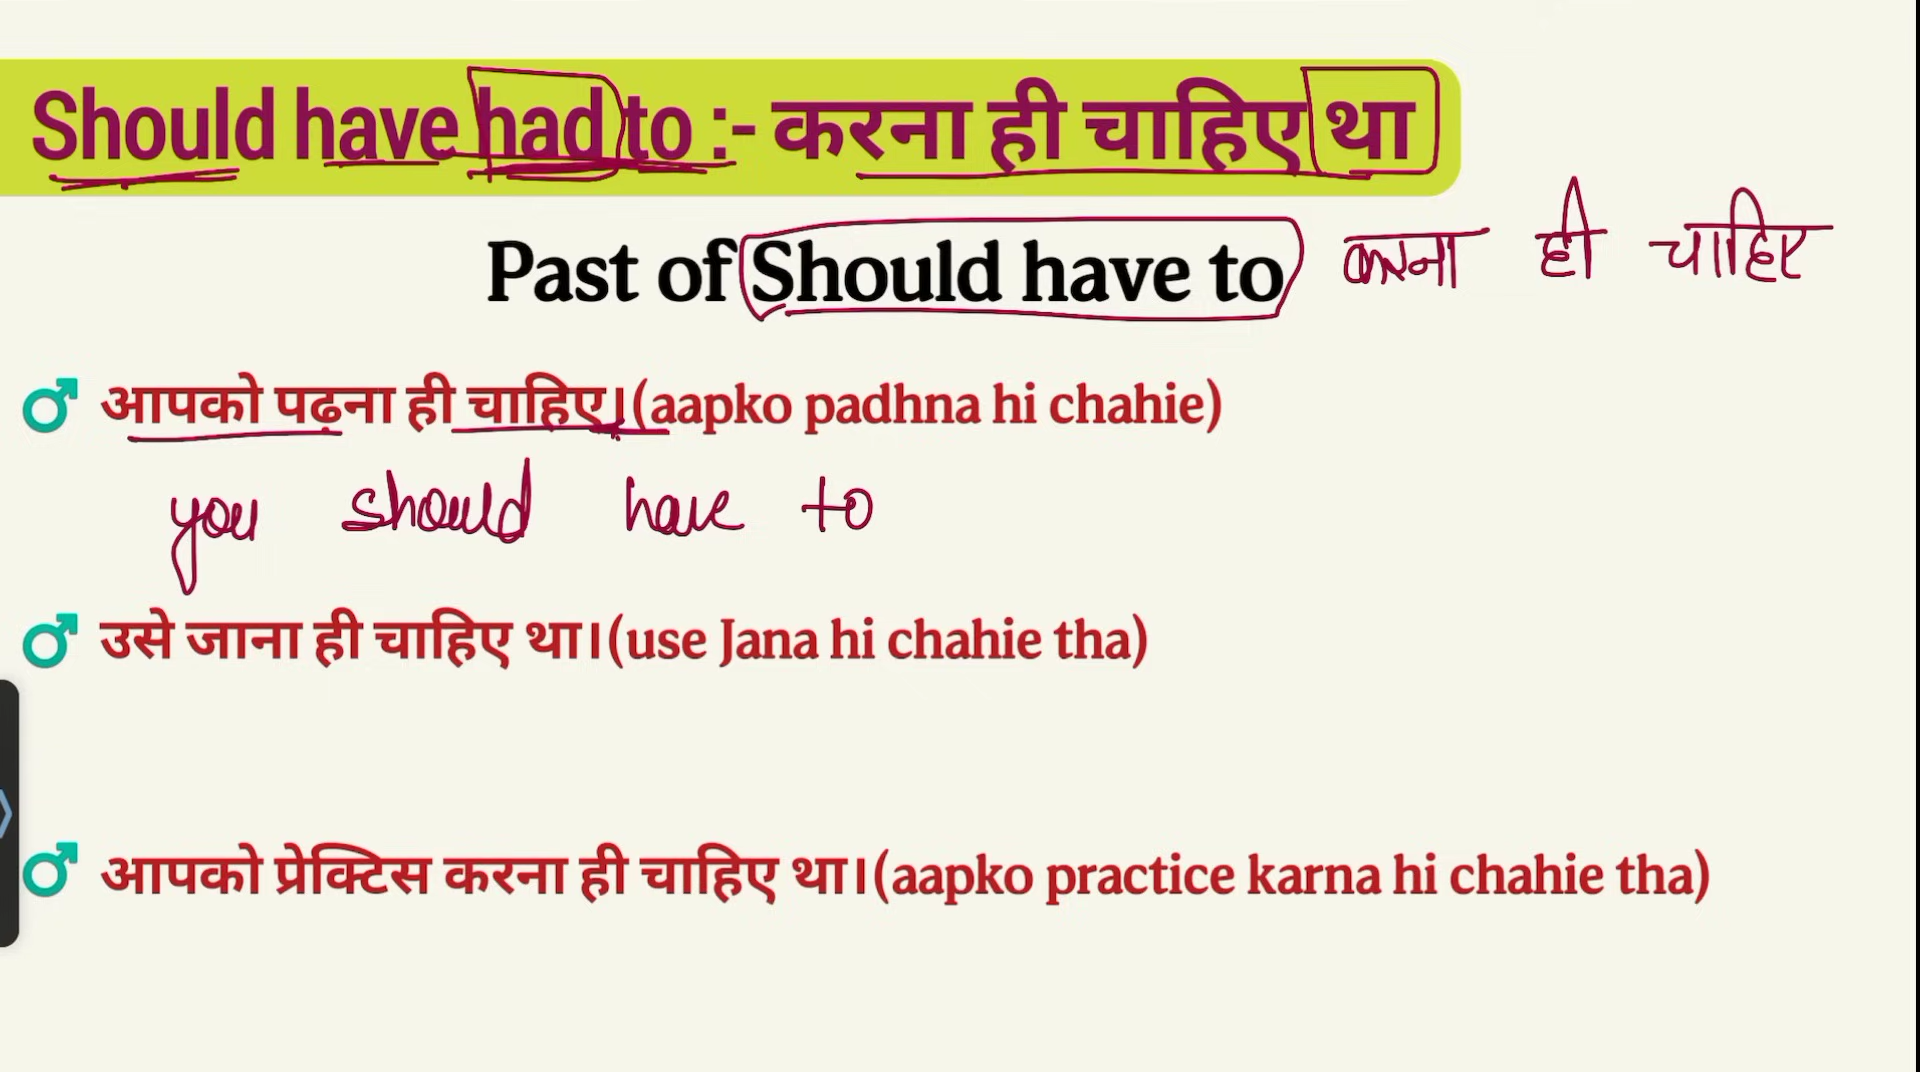 Should have had to :- करना ही चाहिए था
Past of Should have to करना ही चाहिए
आपको पढ़ना ही चाहिए।(aapko padhna hi chahie)
you should have to
उसे जाना ही चाहिए था।(use Jana hi chahie tha)
आपको प्रेक्टिस करना ही चाहिए था।(aapko practice karna hi chahie tha)